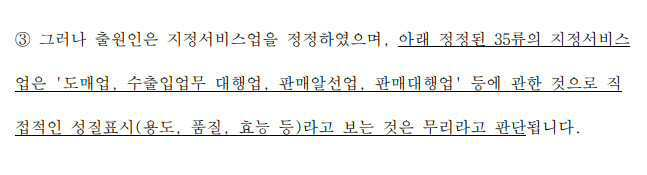 ③ 그러나 출원인은 지정서비스업을 정정하였으며, 아래 정정된 35류의 지정서비스
업은 '도매업, 수출입업무 대행업, 판매알선업, 판매대행업' 등에 관한 것으로 직
접적인 성질표시(용도, 품질, 효능 등)라고 보는 것은 무리라고 판단됩니다.